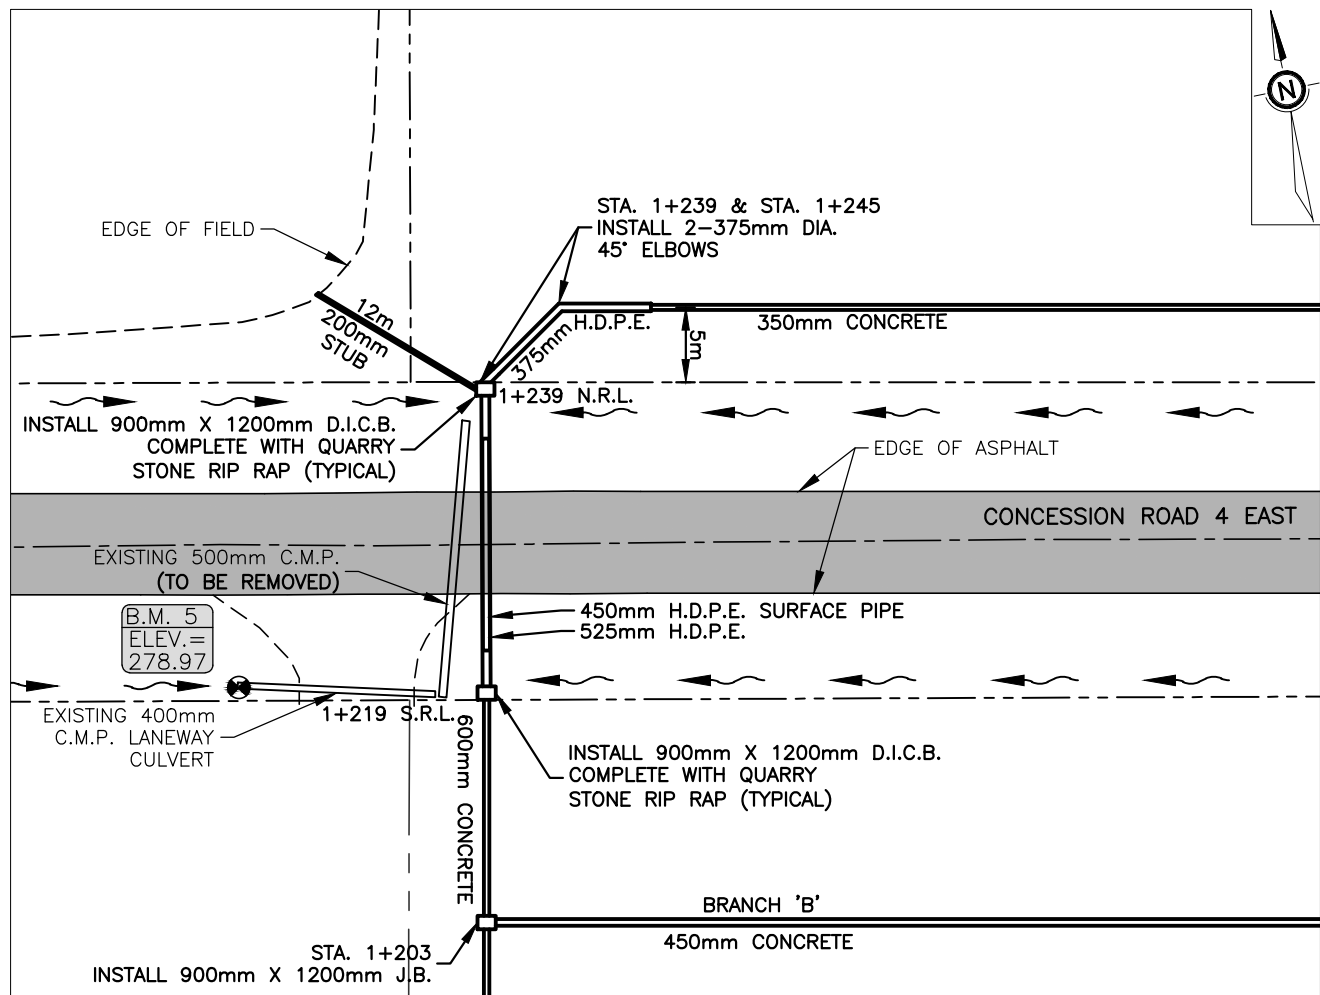 N
STA. 1+239 & STA. 1+245
INSTALL 2-375mm DIA.
45° ELBOWS
EDGE OF FIELD
12m
200mm
STUB
375mm
H.D.P.E.
350mm CONCRETE
5m
1+239 N.R.L.
INSTALL 900mm X 1200mm D.I.C.B.
COMPLETE WITH QUARRY
STONE RIP RAP (TYPICAL)
EDGE OF ASPHALT
CONCESSION ROAD 4 EAST
EXISTING 500mm C.M.P.
(TO BE REMOVED)
B.M. 5
ELEV.=
278.97
450mm H.D.P.E. SURFACE PIPE
525mm H.D.P.E.
EXISTING 400mm
C.M.P. LANEWAY
CULVERT
1+219 S.R.L.
600mm CONCRETE
INSTALL 900mm X 1200mm D.I.C.B.
COMPLETE WITH QUARRY
STONE RIP RAP (TYPICAL)
BRANCH 'B'
450mm CONCRETE
STA. 1+203
INSTALL 900mm X 1200mm J.B.